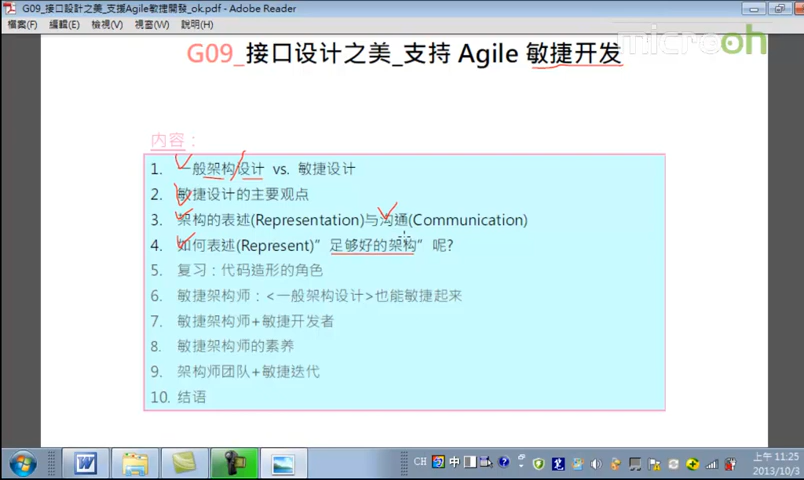 G09_接口設計之美_支援Agile敏捷開發_ok.pdf - Adobe Reader
檔案(F) 編輯(E) 檢視(V) 視窗(W) 說明(H)
microoh
G09_接口设计之美_支持 Agile 敏捷开发
内容：
1. 一般架构设计 vs. 敏捷设计
2. 敏捷设计的主要观点
3. 架构的表述(Representation)与沟通(Communication)
4. 如何表述(Represent)”足够好的架构”呢?
5. 复习：代码造形的角色
6. 敏捷架构师：<一般架构设计>也能敏捷起来
7. 敏捷架构师+敏捷开发者
8. 敏捷架构师的素养
9. 架构师团队+敏捷迭代
10. 结语
CH 中 上午 11:25
2013/10/3